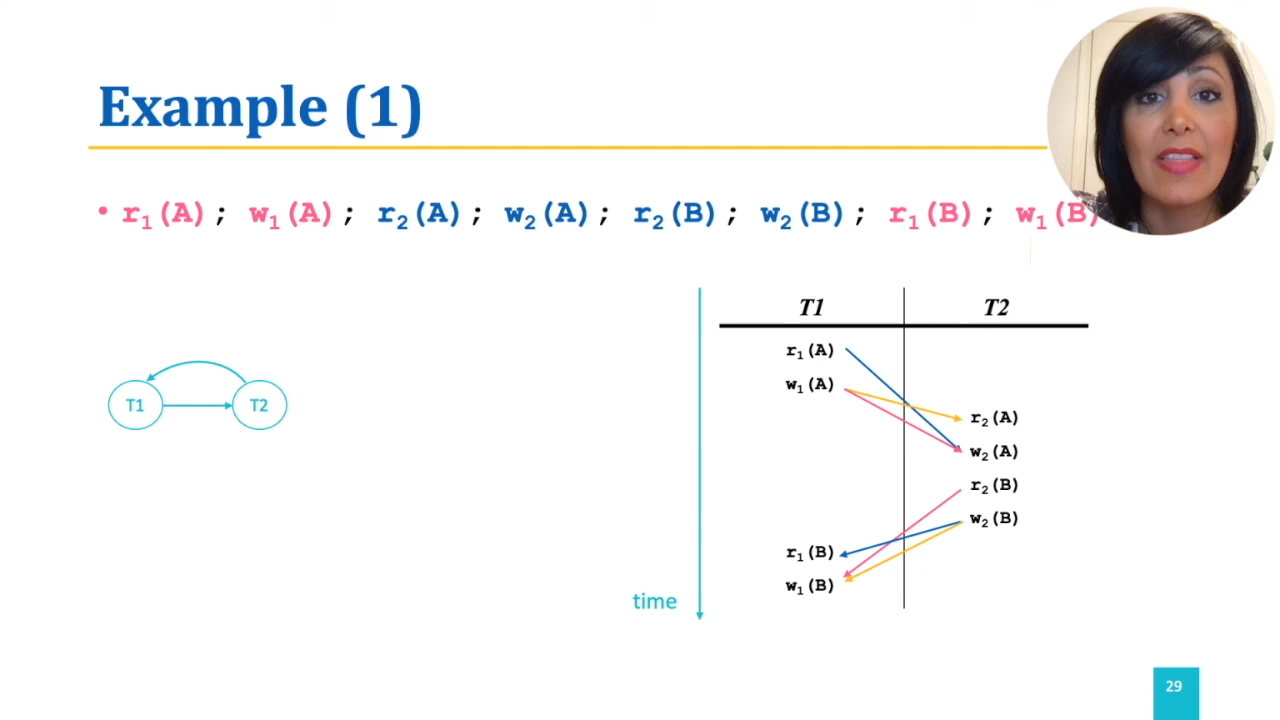 Example (1)
• r₁(A); w₁(A); r₂(A); w₂(A); r₂(B); w₂(B); r₁(B); w₁(B)
T1 T2
r₁(A)
w₁(A)
r₂(A)
w₂(A)
r₂(B)
w₂(B)
r₁(B)
w₁(B)
T1 T2
time
29